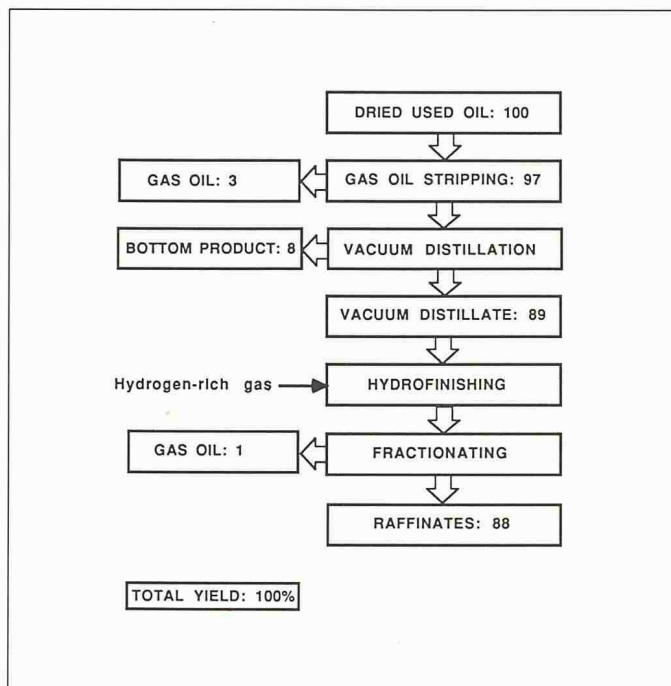 DRIED USED OIL: 100
GAS OIL: 3
GAS OIL STRIPPING: 97
BOTTOM PRODUCT: 8
VACUUM DISTILLATION
VACUUM DISTILLATE: 89
Hydrogen-rich gas
HYDROFINISHING
GAS OIL: 1
FRACTIONATING
RAFFINATES: 88
TOTAL YIELD: 100%